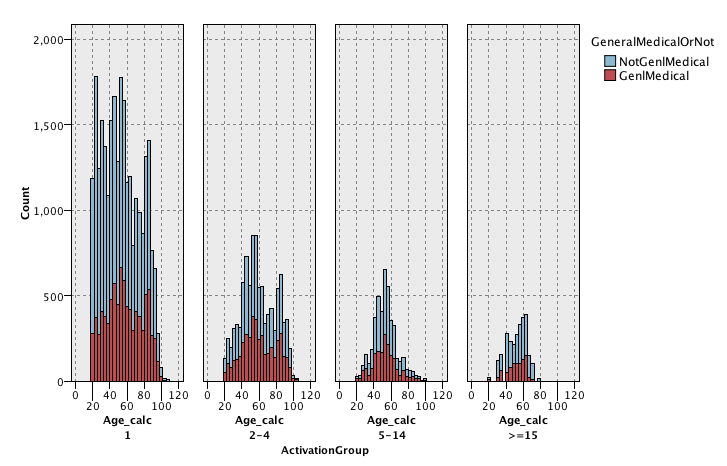 2,000
1,500
1,000
500
0
Count
0 20 40 60 80 100 120
0 20 40 60 80 100 120
0 20 40 60 80 100 120
0 20 40 60 80 100 120
Age_calc Age_calc Age_calc Age_calc
1 2-4 5-14 >=15
ActivationGroup
GeneralMedicalOrNot
NotGenlMedical
GenlMedical